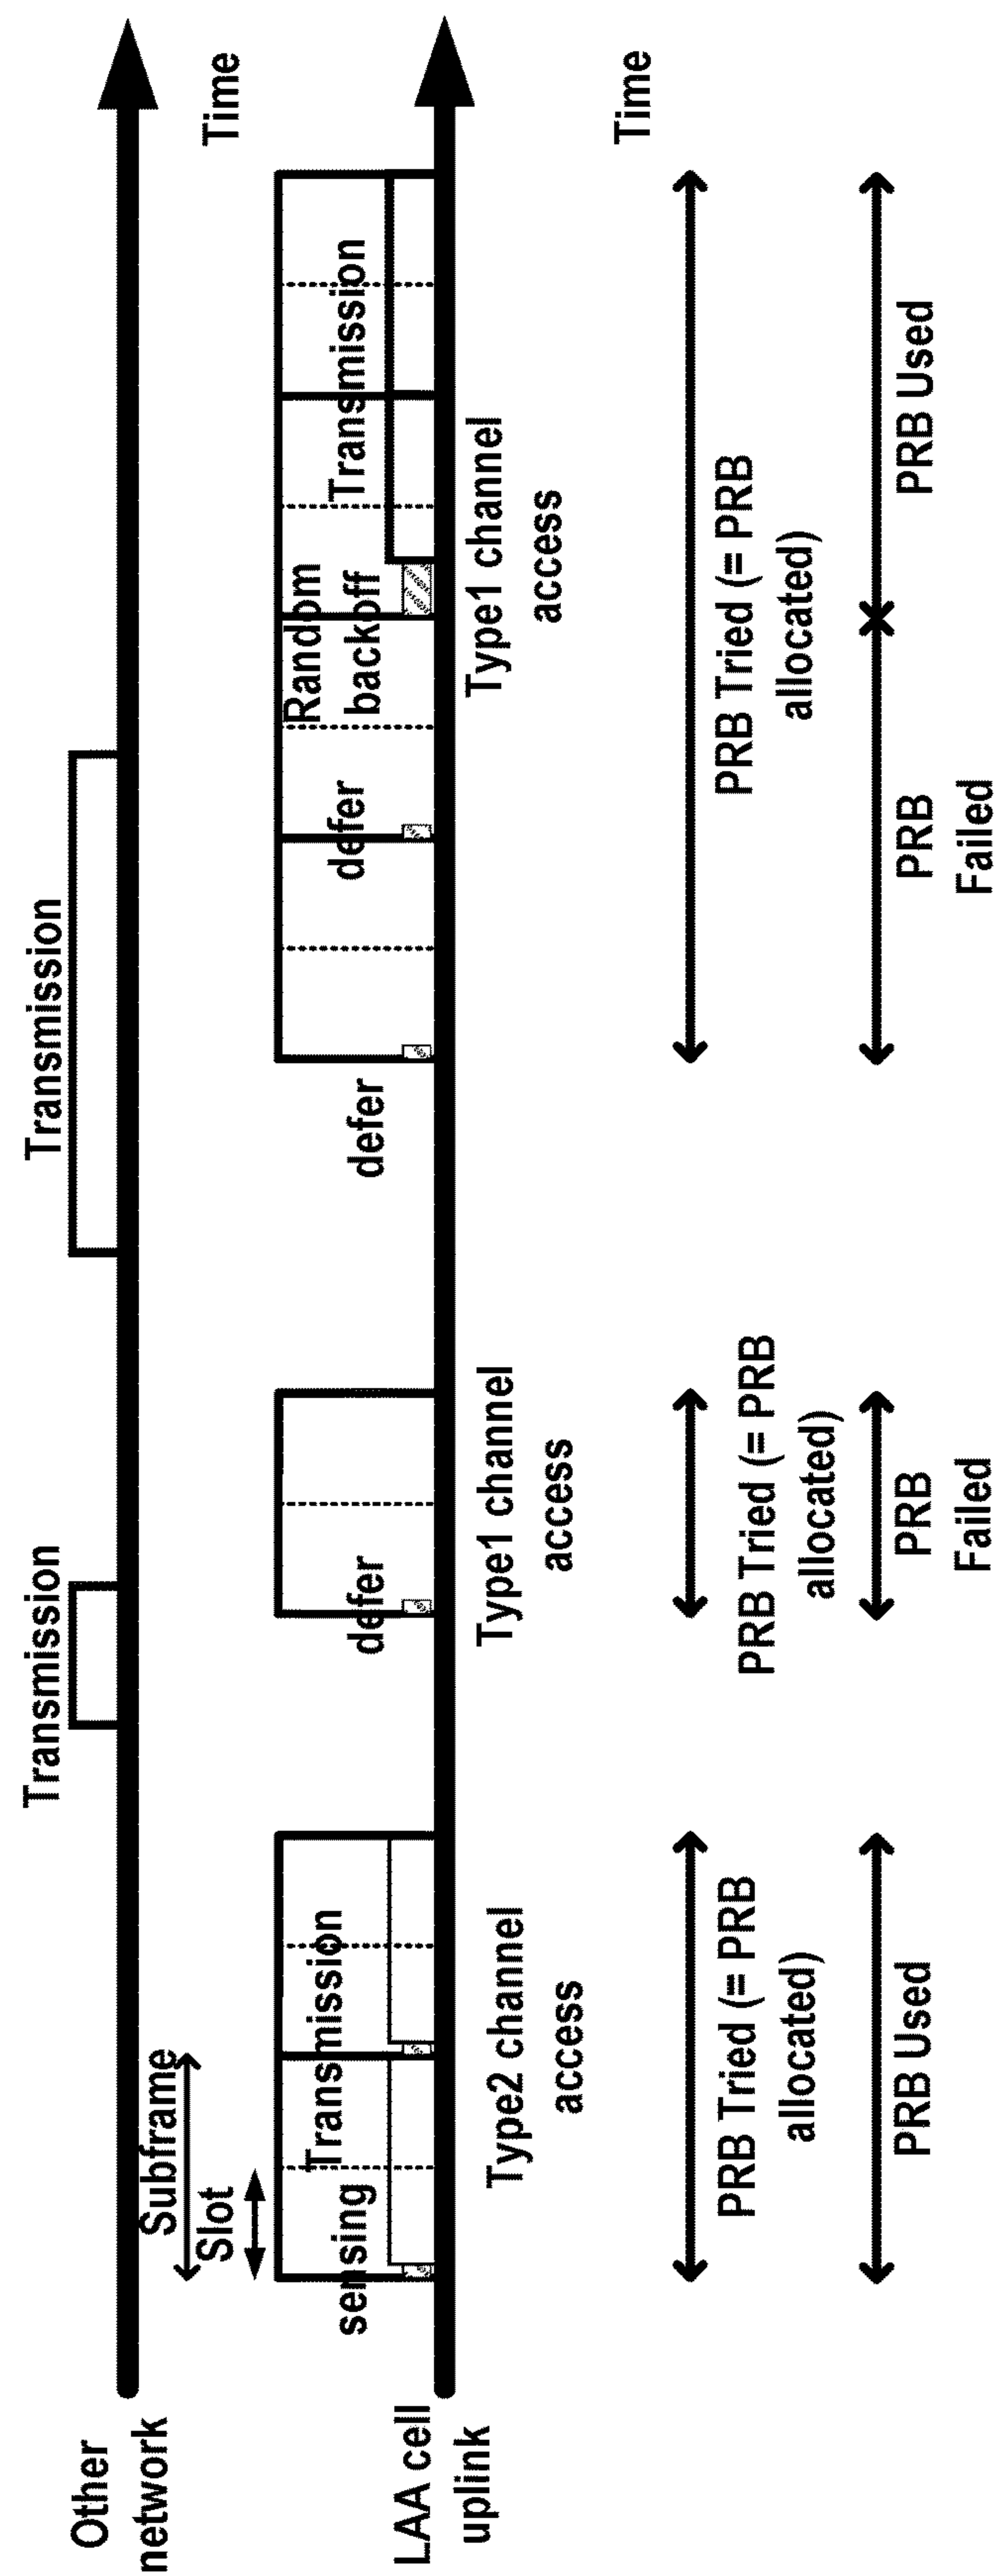 Other
network
Transmission
Transmission
Time
Subframe
Slot
LAA cell
uplink
sensing
Transmission
defer
defer
defer
Random
backoff
Transmission
Type2 channel
access
Type1 channel
access
Type1 channel
access
Time
PRB Tried (= PRB
allocated)
PRB Tried (= PRB
allocated)
PRB Tried (= PRB
allocated)
PRB Used
PRB
Failed
PRB
Failed
PRB Used